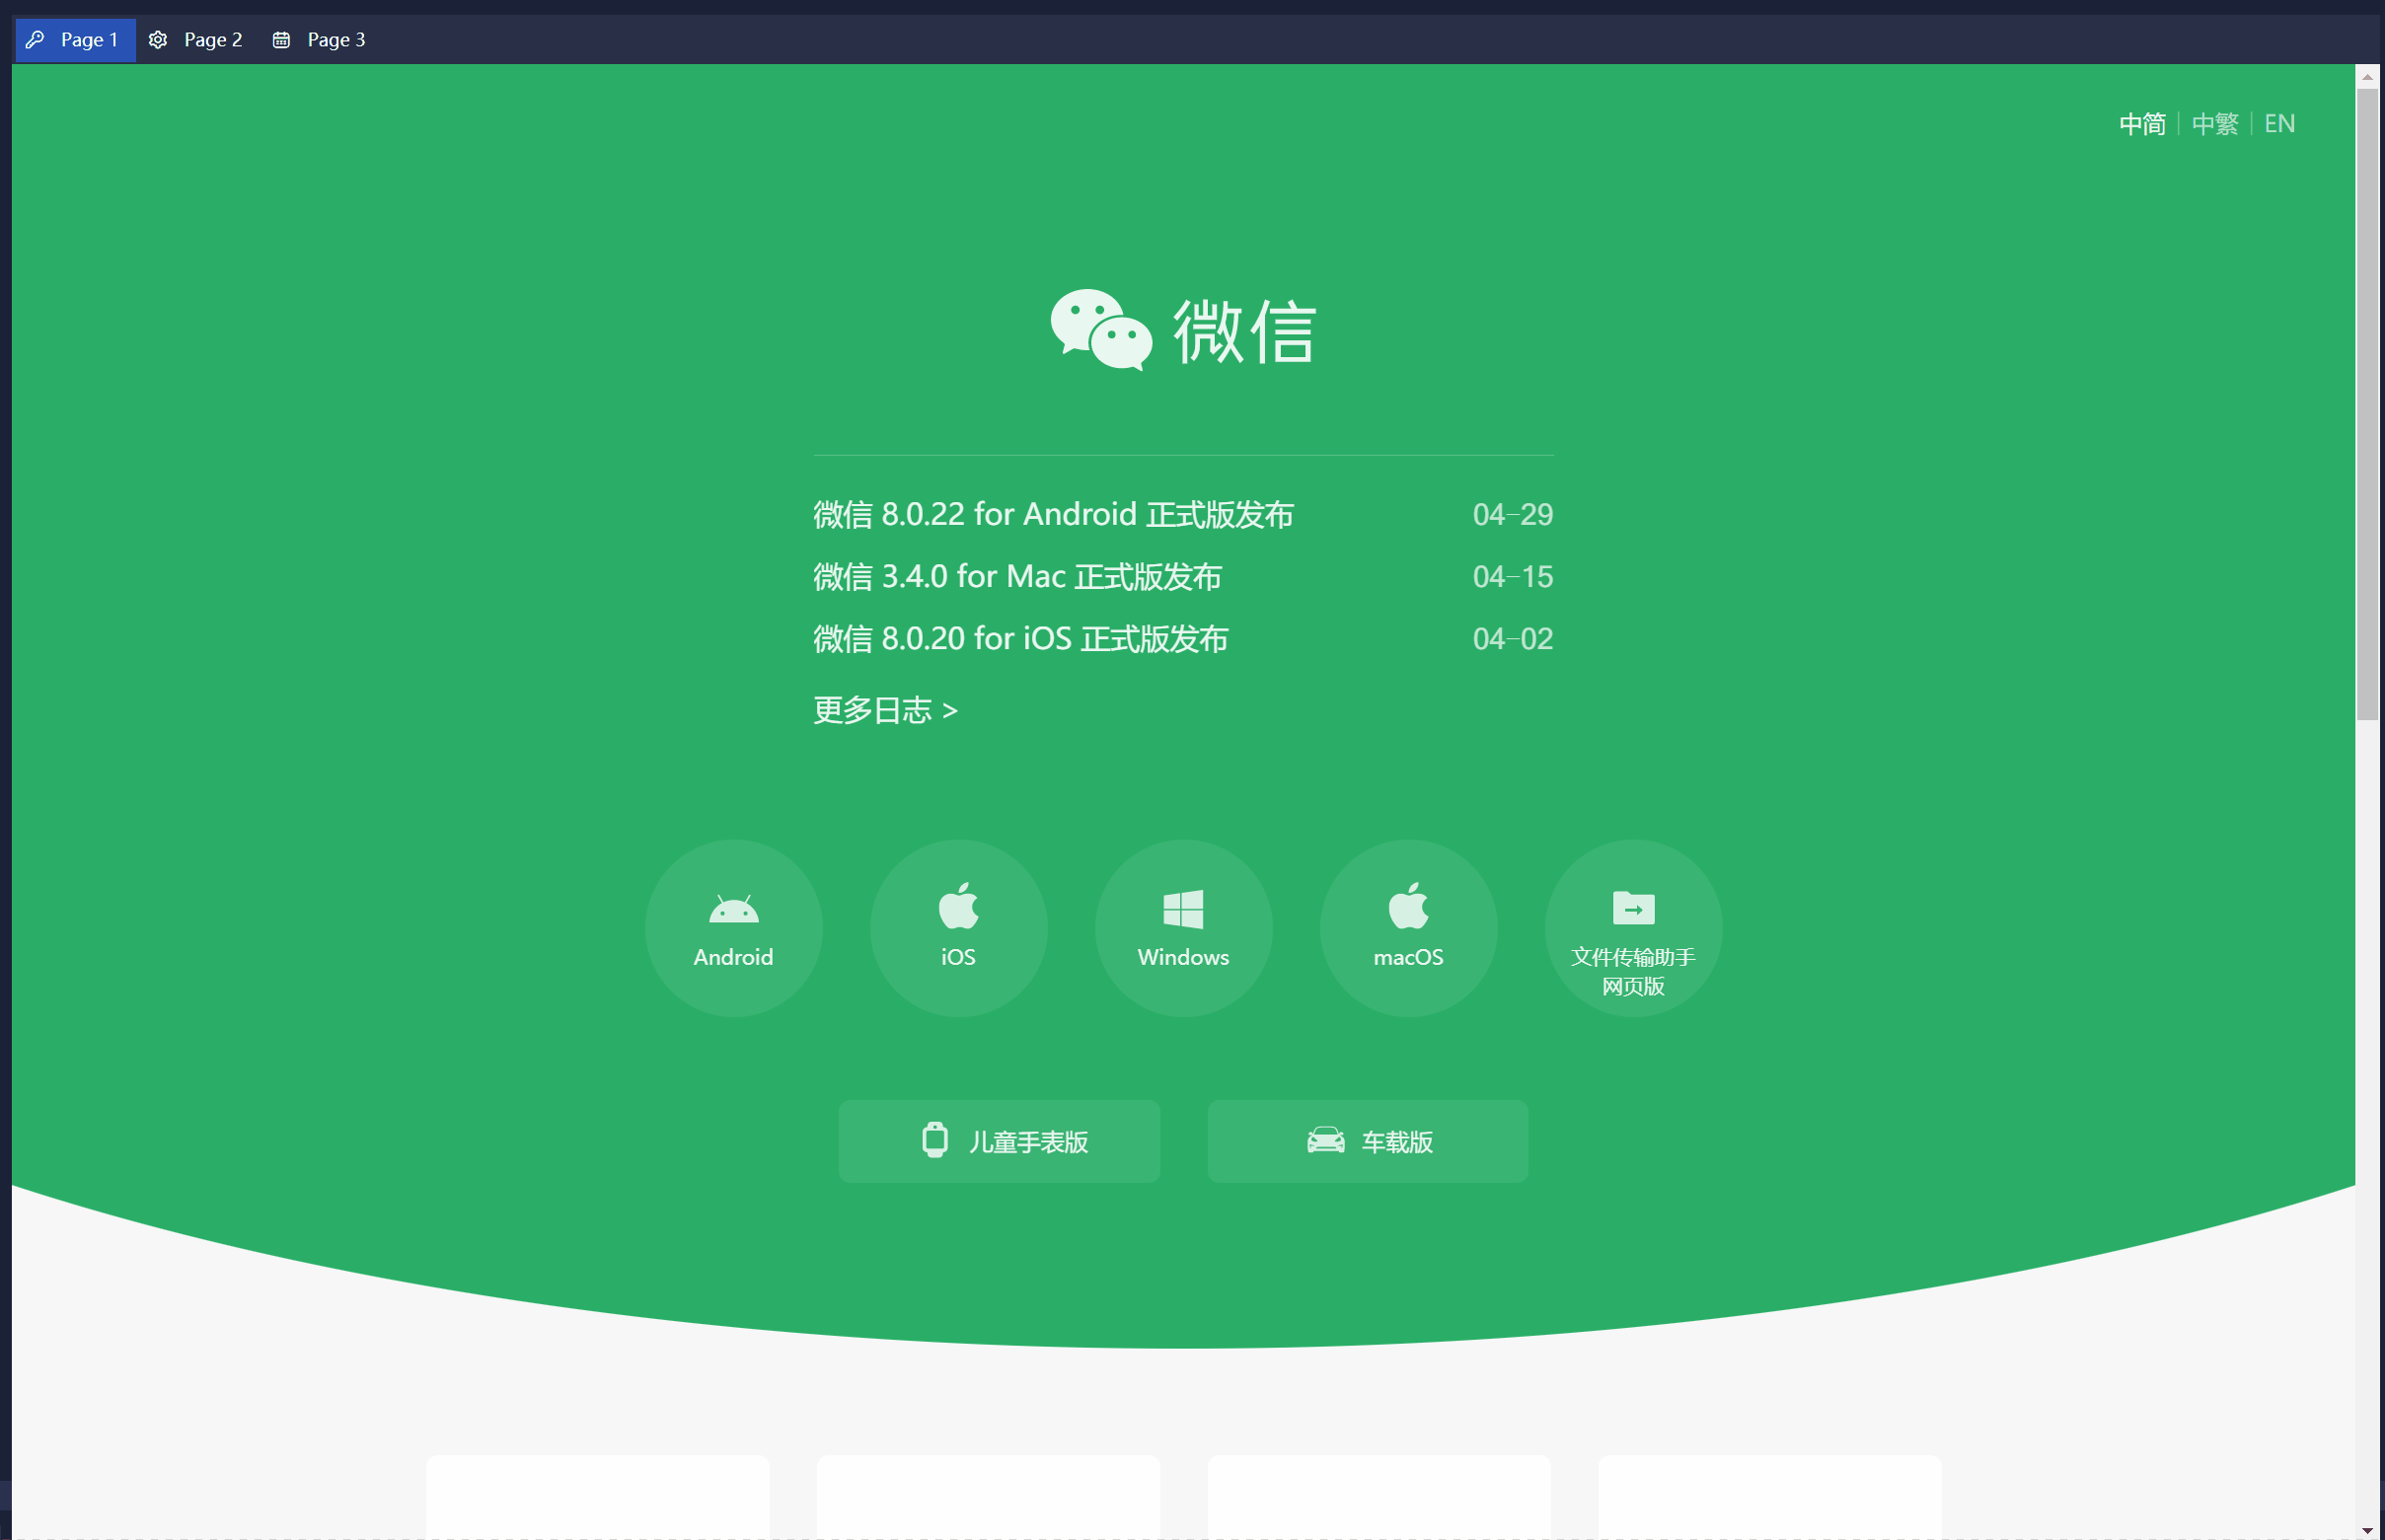 Page 1 Page 2 Page 3
中简 中繁 EN
微信
微信 8.0.22 for Android 正式版发布 04-29
微信 3.4.0 for Mac 正式版发布 04-15
微信 8.0.20 for iOS 正式版发布 04-02
更多日志 >
Android iOS Windows macOS 文件传输助手
网页版
儿童手表版 车载版